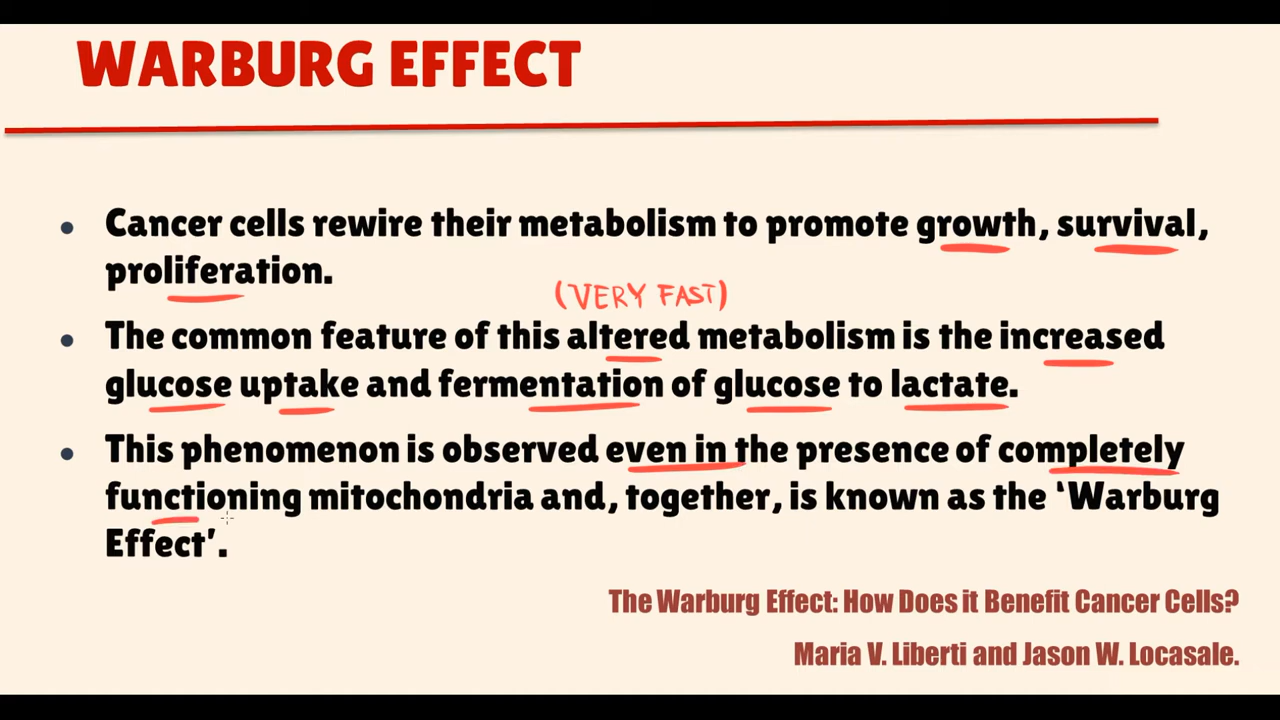 WARBURG EFFECT
• Cancer cells rewire their metabolism to promote growth, survival,
proliferation.
(VERY FAST)
• The common feature of this altered metabolism is the increased
glucose uptake and fermentation of glucose to lactate.
• This phenomenon is observed even in the presence of completely
functioning mitochondria and, together, is known as the ‘Warburg
Effect’.
The Warburg Effect: How Does it Benefit Cancer Cells?
Maria V. Liberti and Jason W. Locasale.